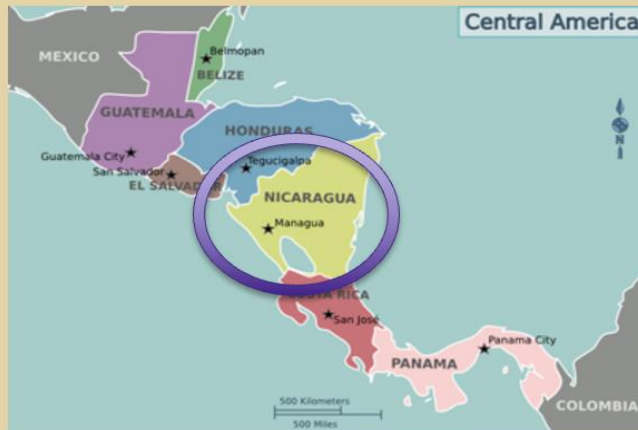 Central America
MEXICO
Belmopan
BELIZE
GUATEMALA
HONDURAS
Guatemala City
Tegucigalpa
San Salvador
EL SALVADOR
NICARAGUA
Managua
N
COSTA RICA
San José
Panama City
PANAMA
500 Kilometers
500 Miles
COLOMBIA